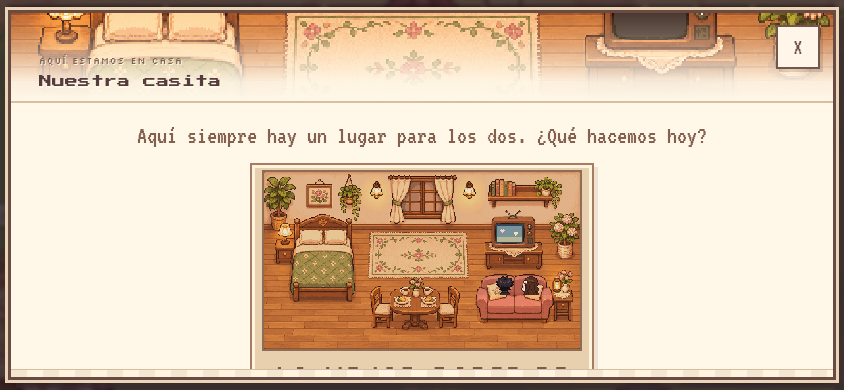 AQUÍ ESTAMOS EN CASA
Nuestra casita
X
Aquí siempre hay un lugar para los dos. ¿Qué hacemos hoy?